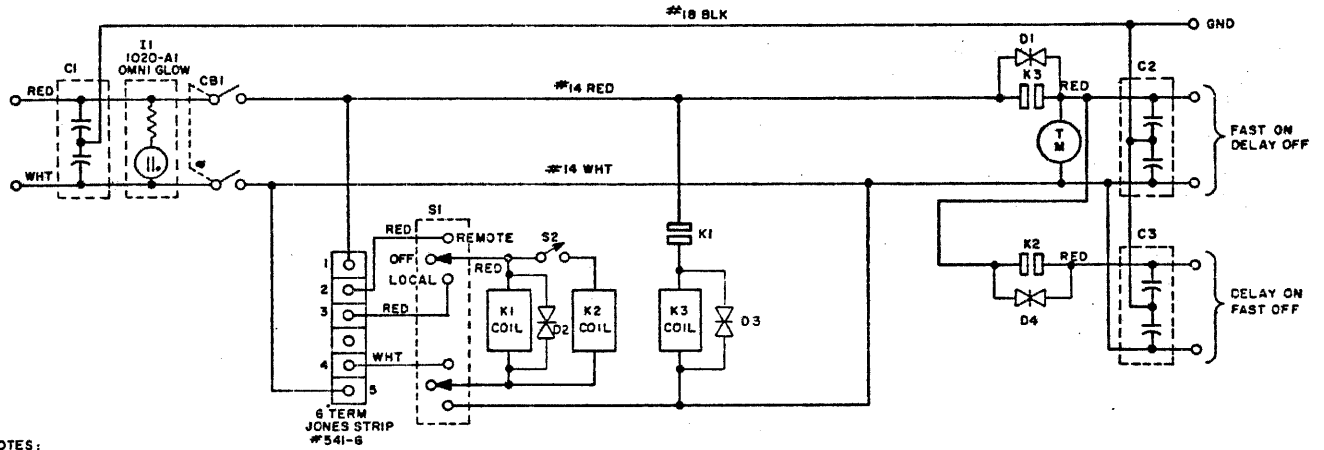 #18 BLK
GND
I1
1020-A1
OMNI GLOW
C1
CB1
RED
#14 RED
D1
K3
RED
C2
T
M
FAST ON
DELAY OFF
WHT
#14 WHT
S1
RED
REMOTE
S2
K1
OFF
RED
LOCAL
1
2
3
RED
4
WHT
5
K1
COIL
D2
K2
COIL
K3
COIL
D3
K2
RED
D4
C3
DELAY ON
FAST OFF
6 TERM
JONES STRIP
#541-6
OTES: